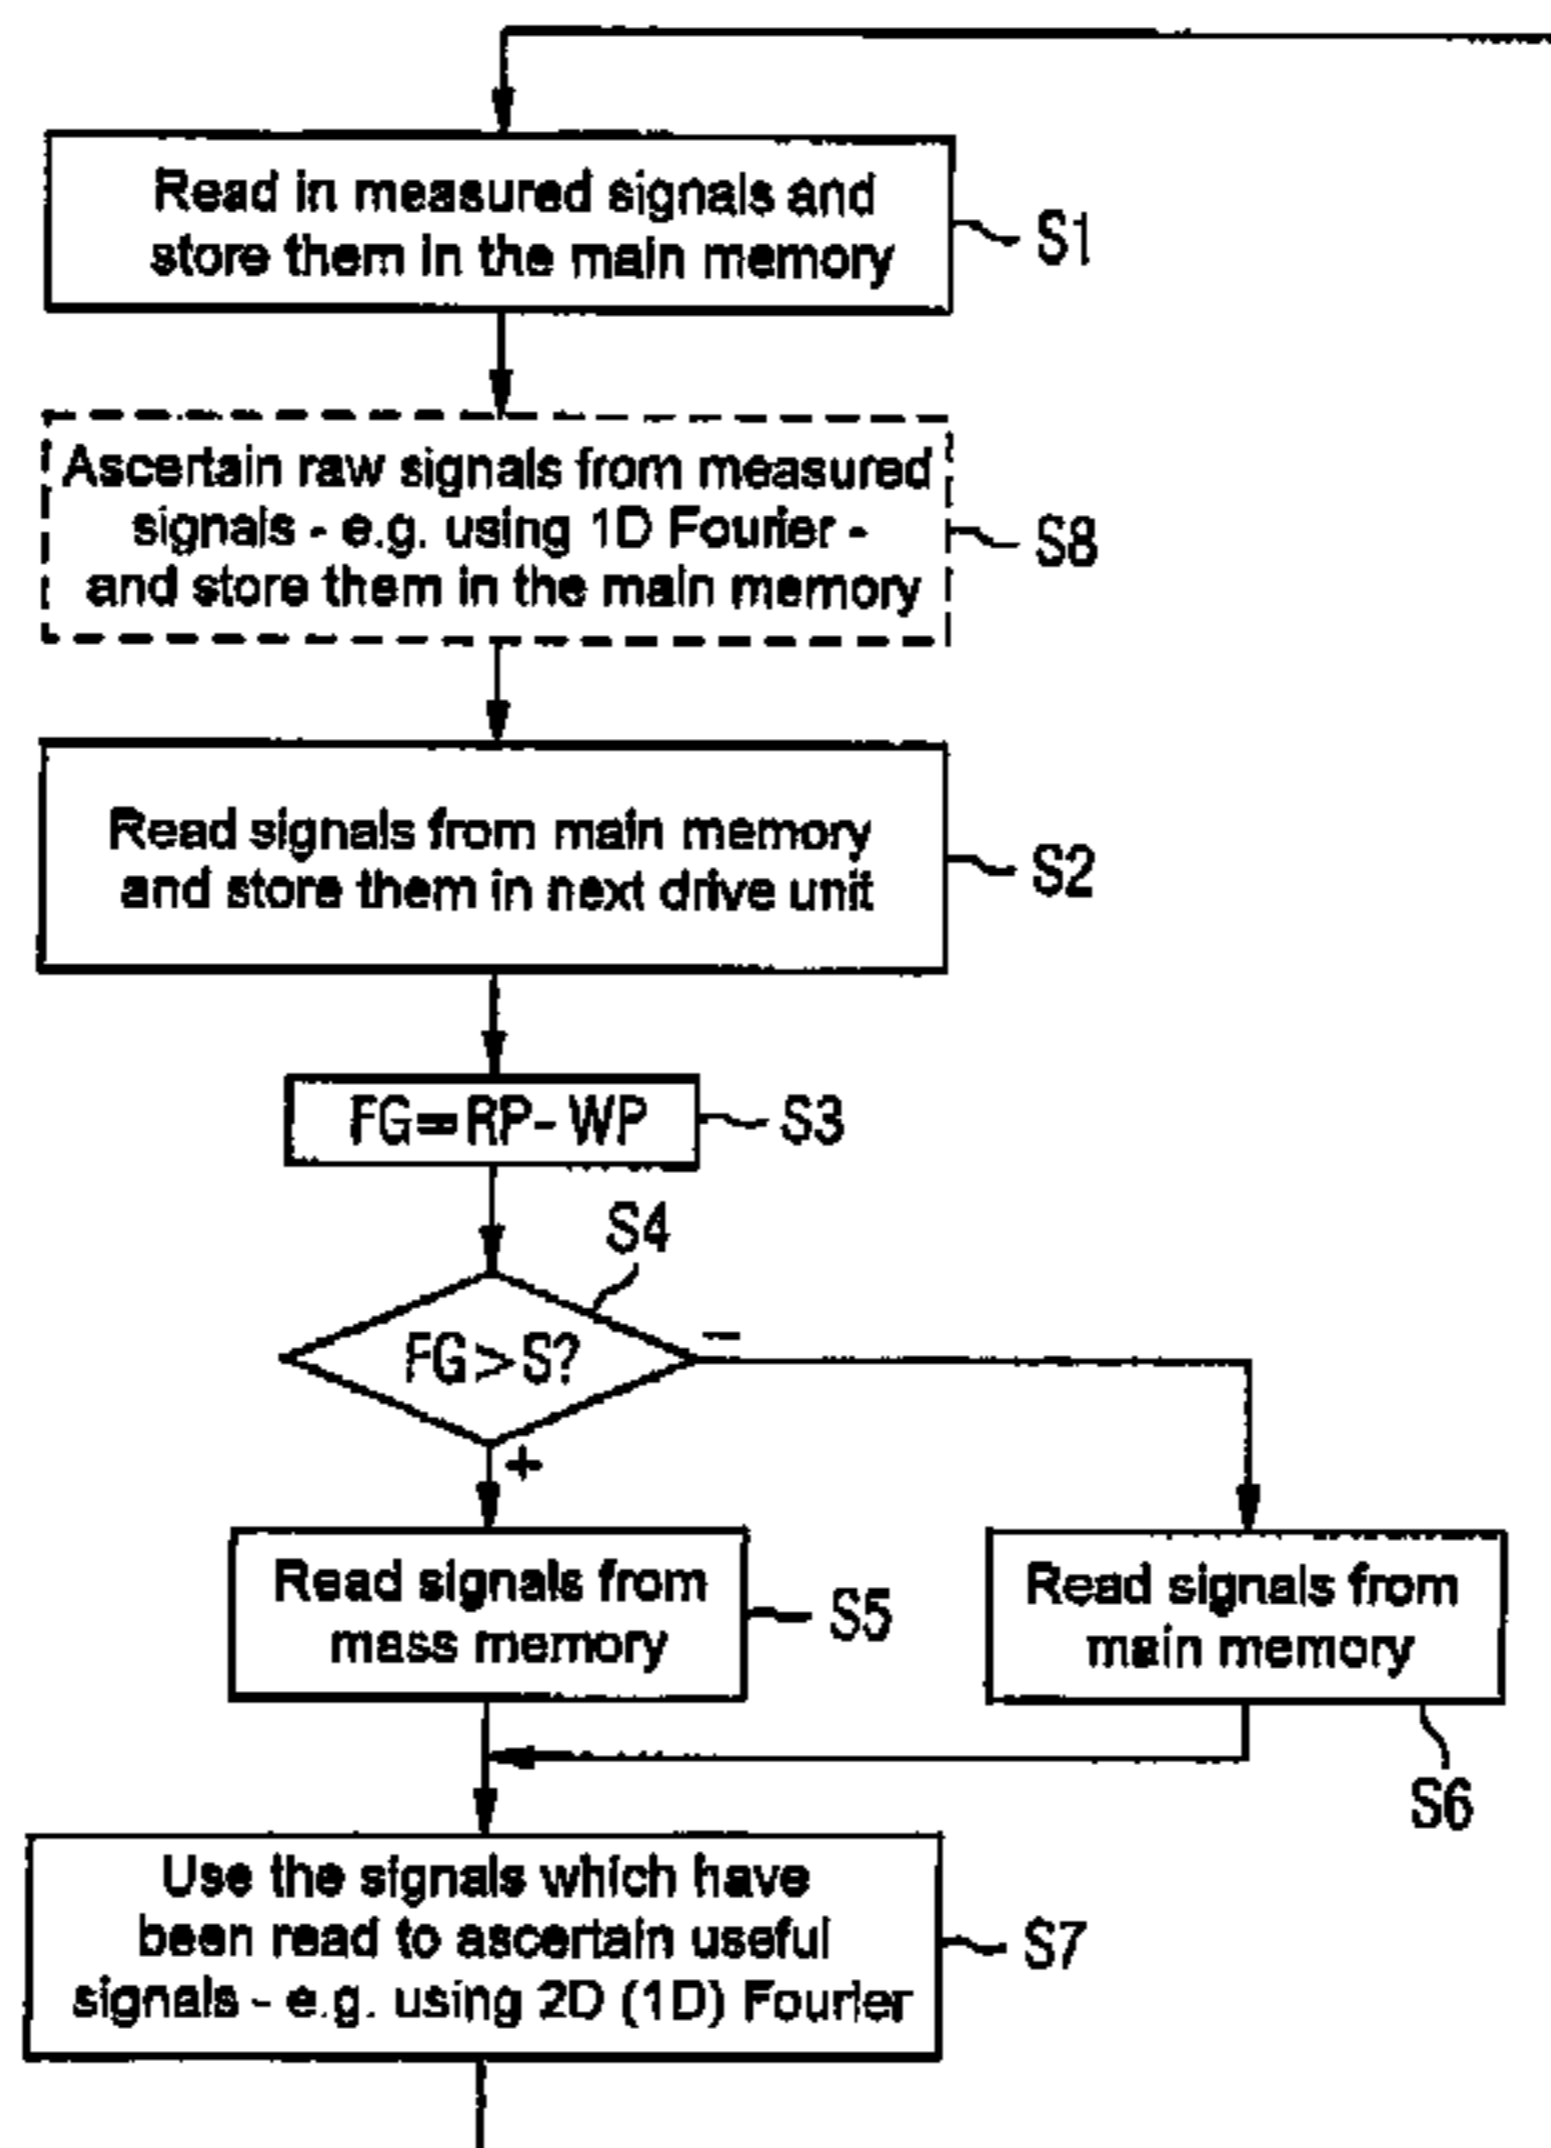 Read in measured signals and
store them in the main memory
S1
Ascertain raw signals from measured
signals - e.g. using 1D Fourier -
and store them in the main memory
S8
Read signals from main memory
and store them in next drive unit
S2
FG=RP- WP
S3
S4
FG>S?
−
+
Read signals from
mass memory
S5
Read signals from
main memory
S6
Use the signals which have
been read to ascertain useful
signals - e.g. using 2D (1D) Fourier
S7